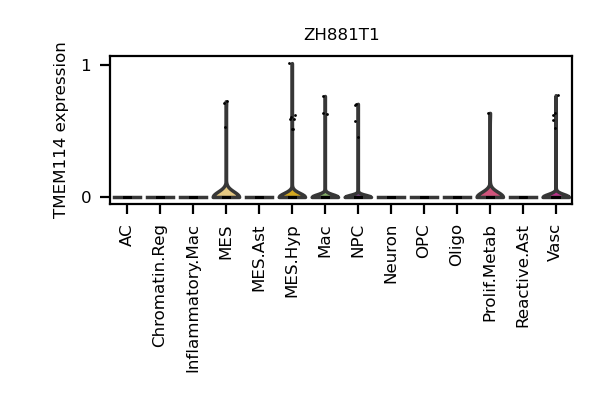 ZH881T1
TMEM114 expression
1
0
AC
Chromatin.Reg
Inflammatory.Mac
MES
MES.Ast
MES.Hyp
Mac
NPC
Neuron
OPC
Oligo
Prolif.Metab
Reactive.Ast
Vasc